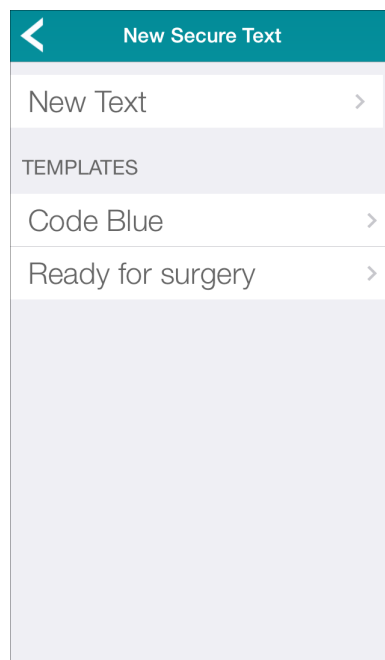 New Secure Text
New Text
TEMPLATES
Code Blue
Ready for surgery